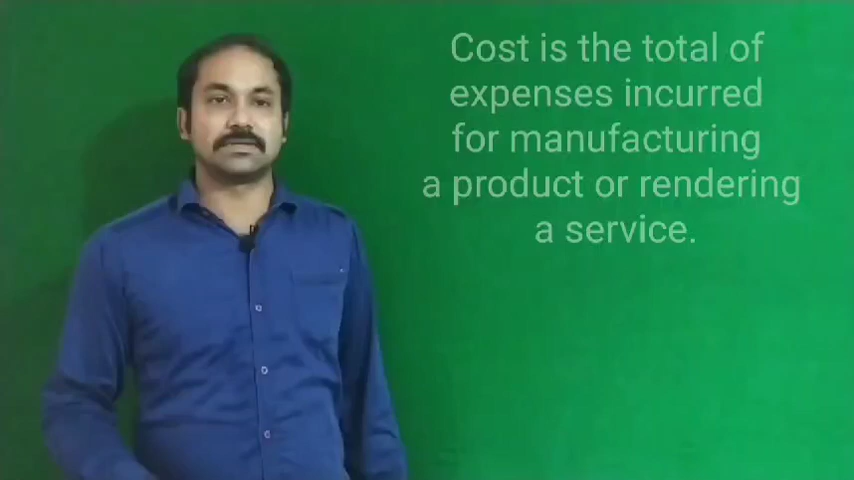 Cost is the total of
expenses incurred
for manufacturing
a product or rendering
a service.